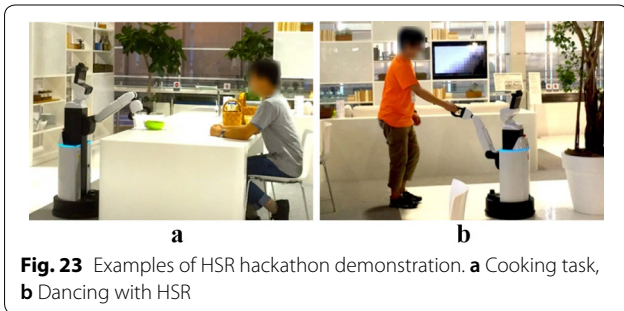 a b
Fig. 23 Examples of HSR hackathon demonstration. a Cooking task,
b Dancing with HSR